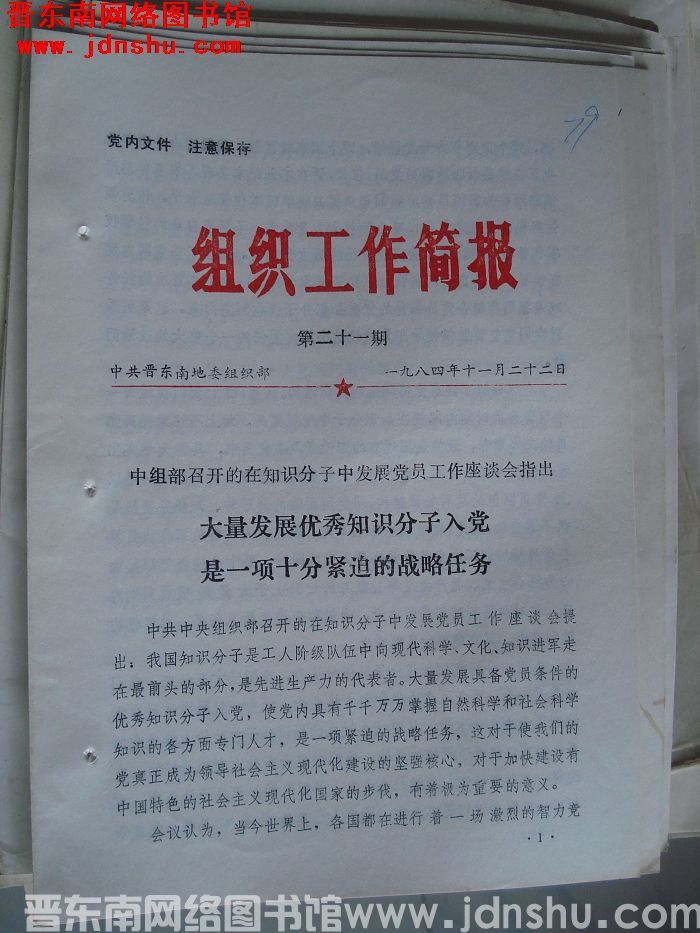 晋东南网络图书馆
www.jdnshu.com
79
党内文件 注意保存
组织工作简报
第二十一期
中共晋东南地委组织部 一九八四年十一月二十二日
中组部召开的在知识分子中发展党员工作座谈会指出
大量发展优秀知识分子入党
是一项十分紧迫的战略任务
中共中央组织部召开的在知识分子中发展党员工作座谈会提
出：我国知识分子是工人阶级队伍中向现代科学、文化、知识进军走
在最前头的部分，是先进生产力的代表者。大量发展具备党员条件的
优秀知识分子入党，使党内具有千千万万掌握自然科学和社会科学
知识的各方面专门人才，是一项紧迫的战略任务，这对于使我们的
党真正成为领导社会主义现代化建设的坚强核心，对于加快建设有
中国特色的社会主义现代化国家的步伐，有着极为重要的意义。
会议认为，当今世界上，各国都在进行着一场激烈的智力竞
·1·
晋东南网络图书馆www.jdnshu.com